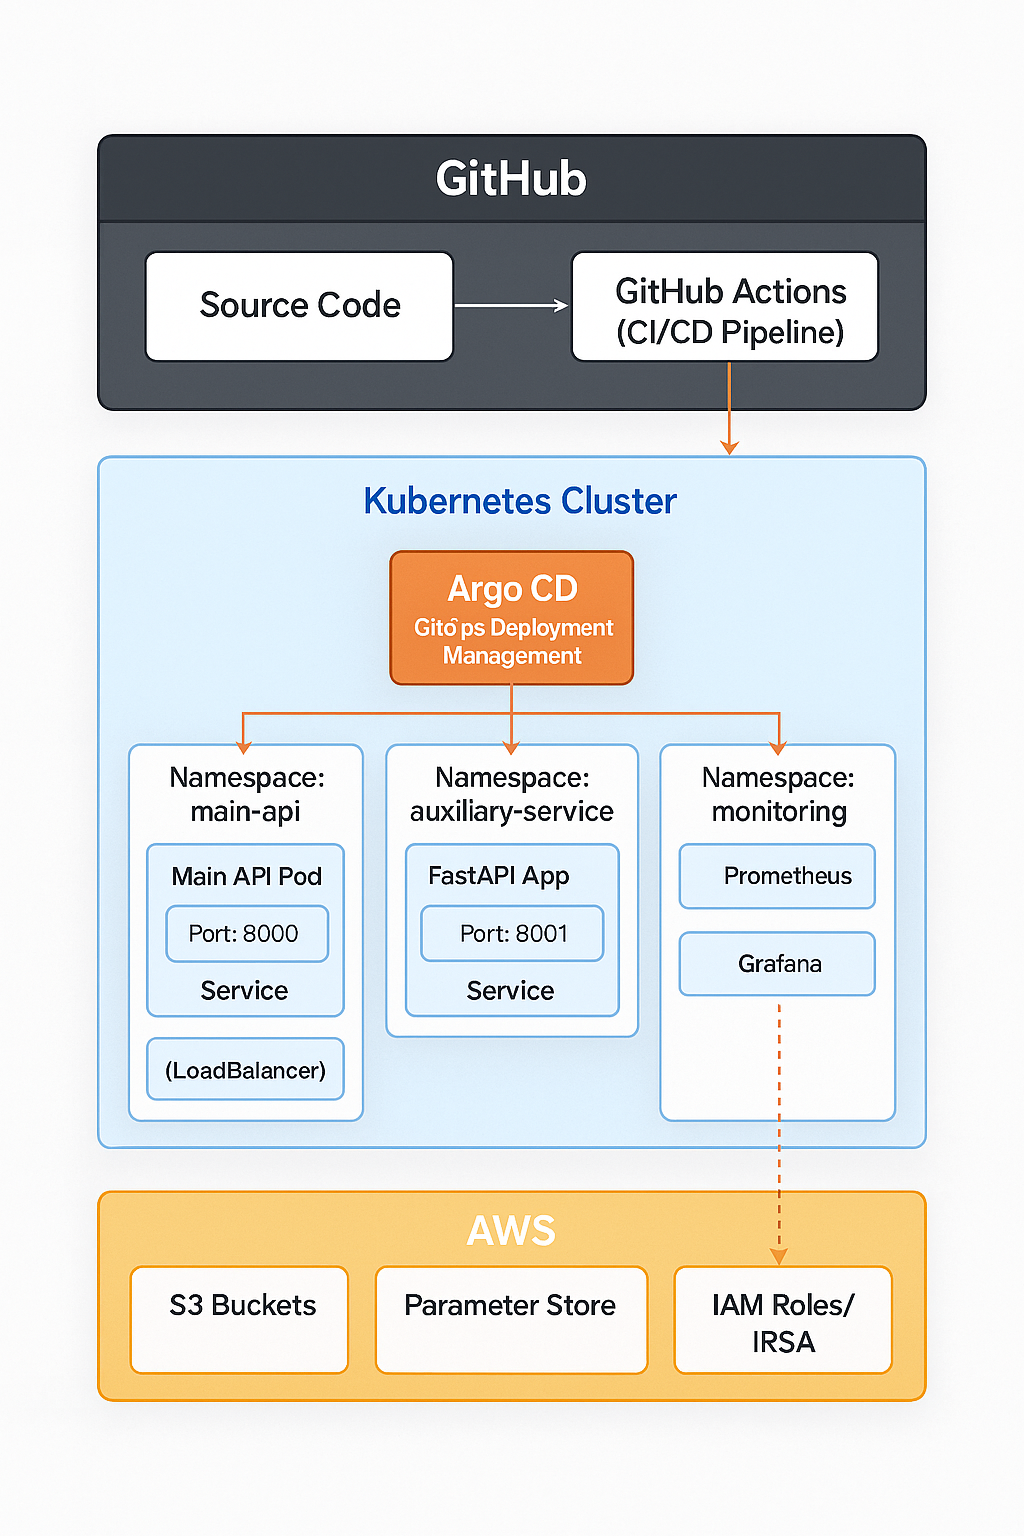 GitHub
Source Code
GitHub Actions
(CI/CD Pipeline)
Kubernetes Cluster
Argo CD
Gitôps Deployment
Management
Namespace:
main-api
Main API Pod
Port: 8000
Service
(LoadBalancer)
Namespace:
auxiliary-service
FastAPI App
Port: 8001
Service
Namespace:
monitoring
Prometheus
Grafana
AWS
S3 Buckets
Parameter Store
IAM Roles/
IRSA